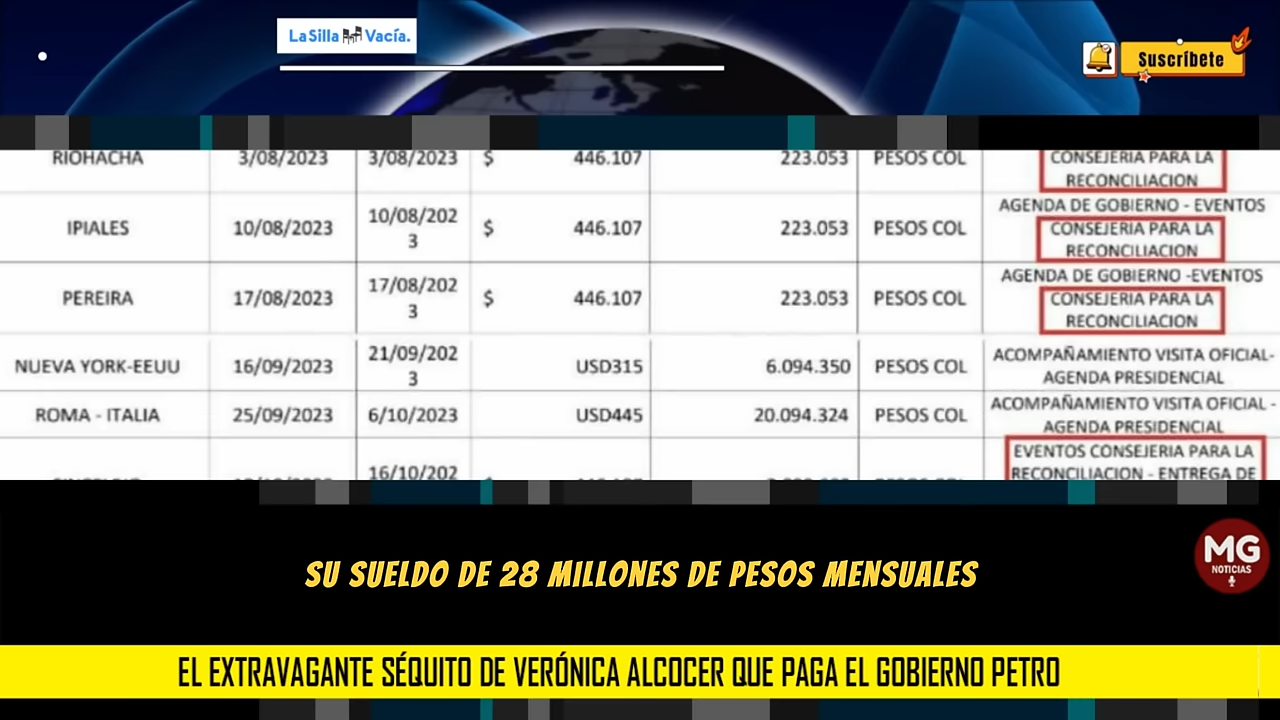 La Silla Vacía.
Suscríbete
RIOHACHA 3/08/2023 3/08/2023 $ 446.107 223.053 PESOS COL CONSEJERIA PARA LA
RECONCILIACION
IPIALES 10/08/2023 10/08/202
3 $ 446.107 223.053 PESOS COL AGENDA DE GOBIERNO - EVENTOS
CONSEJERIA PARA LA
RECONCILIACION
PEREIRA 17/08/2023 17/08/202
3 $ 446.107 223.053 PESOS COL AGENDA DE GOBIERNO -EVENTOS
CONSEJERIA PARA LA
RECONCILIACION
NUEVA YORK-EEUU 16/09/2023 21/09/202
3 USD315 6.094.350 PESOS COL ACOMPAÑAMIENTO VISITA OFICIAL-
AGENDA PRESIDENCIAL
ROMA - ITALIA 25/09/2023 6/10/2023 USD445 20.094.324 PESOS COL ACOMPAÑAMIENTO VISITA OFICIAL -
AGENDA PRESIDENCIAL
16/10/202 EVENTOS CONSEJERIA PARA LA
RECONCILIACION - ENTREGA DE
SU SUELDO DE 28 MILLONES DE PESOS MENSUALES
MG
NOTICIAS
EL EXTRAVAGANTE SÉQUITO DE VERÓNICA ALCOCER QUE PAGA EL GOBIERNO PETRO